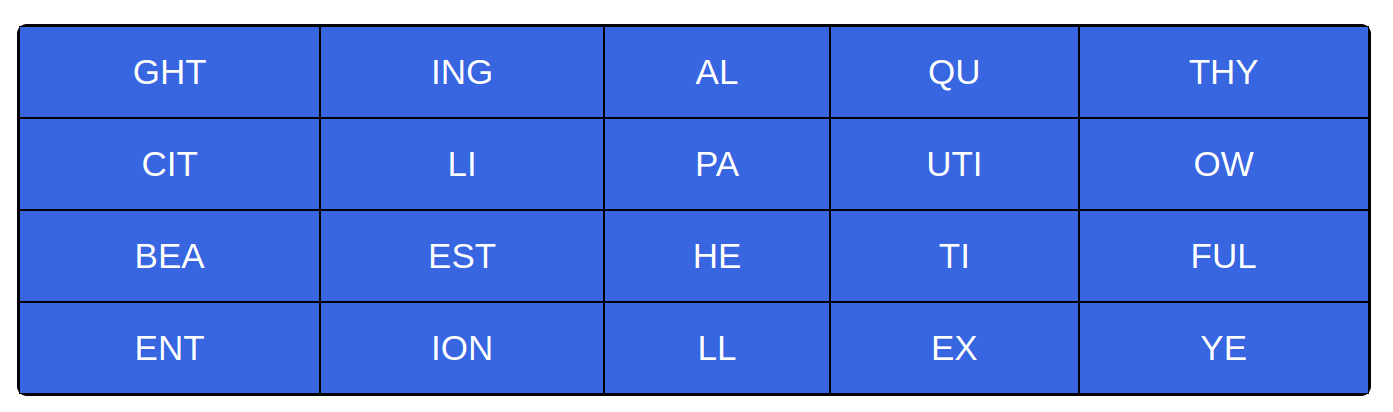 GHT ING AL QU THY
CIT LI PA UTI OW
BEA EST HE TI FUL
ENT ION LL EX YE